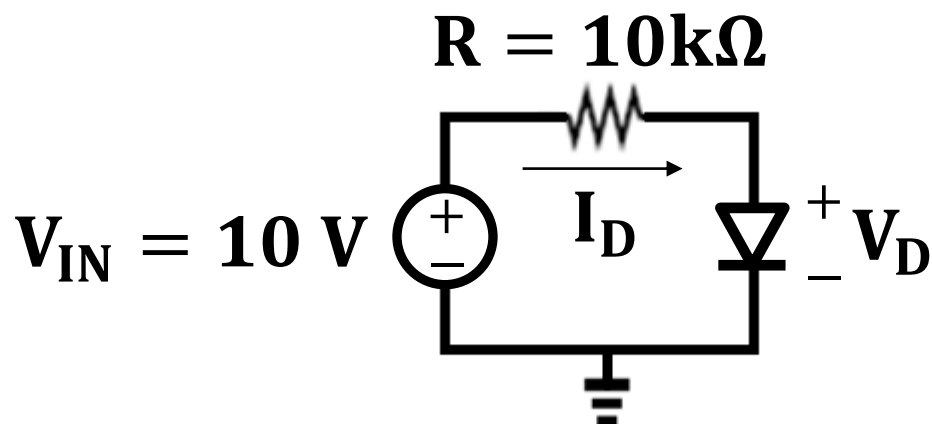 R = 10kΩ
I_D
V_IN = 10 V
+
−
+
V_D
−